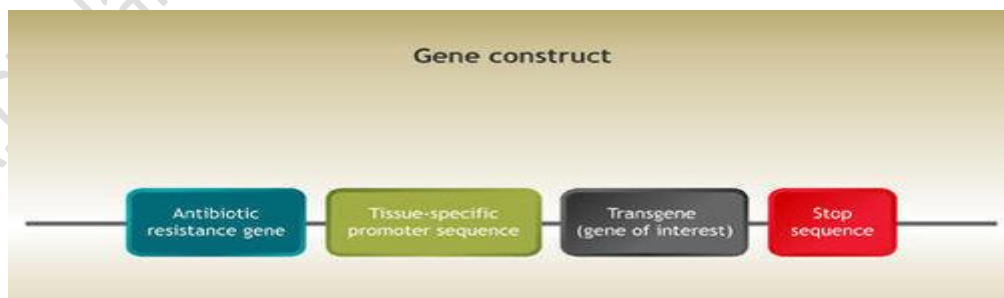 Gene construct
Antibiotic
resistance gene
Tissue-specific
promoter sequence
Transgene
(gene of interest)
Stop
sequence